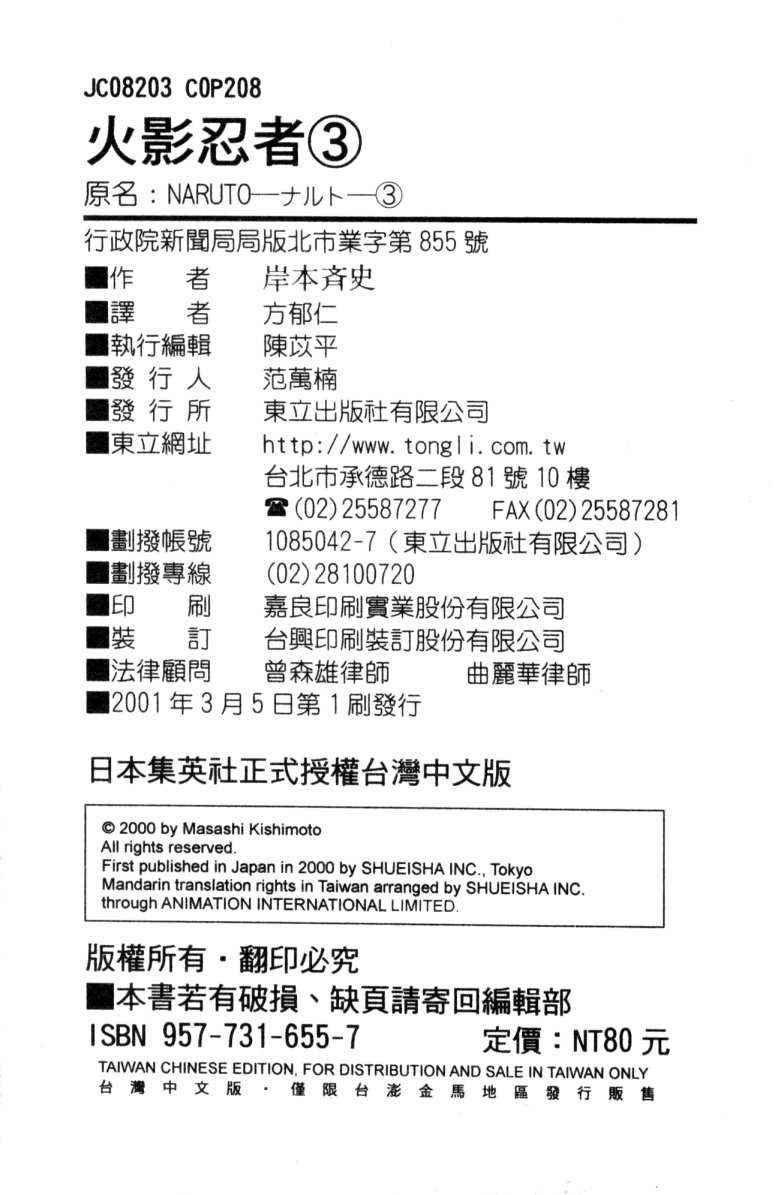 JC08203 COP208
火影忍者③
原名：NARUTO—ナルト—③
行政院新聞局局版北市業字第 855 號
■作　者　岸本斉史
■譯　者　方郁仁
■執行編輯　陳苡平
■發 行 人　范萬楠
■發 行 所　東立出版社有限公司
■東立網址　http://www.tongli.com.tw
台北市承德路二段 81 號 10 樓
☎(02)25587277　FAX(02)25587281
■劃撥帳號　1085042-7（東立出版社有限公司）
■劃撥專線　(02)28100720
■印　刷　嘉良印刷實業股份有限公司
■裝　訂　台興印刷裝訂股份有限公司
■法律顧問　曾森雄律師　曲麗華律師
■2001 年 3 月 5 日第 1 刷發行
日本集英社正式授權台灣中文版
© 2000 by Masashi Kishimoto
All rights reserved.
First published in Japan in 2000 by SHUEISHA INC., Tokyo
Mandarin translation rights in Taiwan arranged by SHUEISHA INC.
through ANIMATION INTERNATIONAL LIMITED.
版權所有・翻印必究
■本書若有破損、缺頁請寄回編輯部
ISBN 957-731-655-7　定價：NT80 元
TAIWAN CHINESE EDITION, FOR DISTRIBUTION AND SALE IN TAIWAN ONLY
台灣中文版・僅限台澎金馬地區發行販售